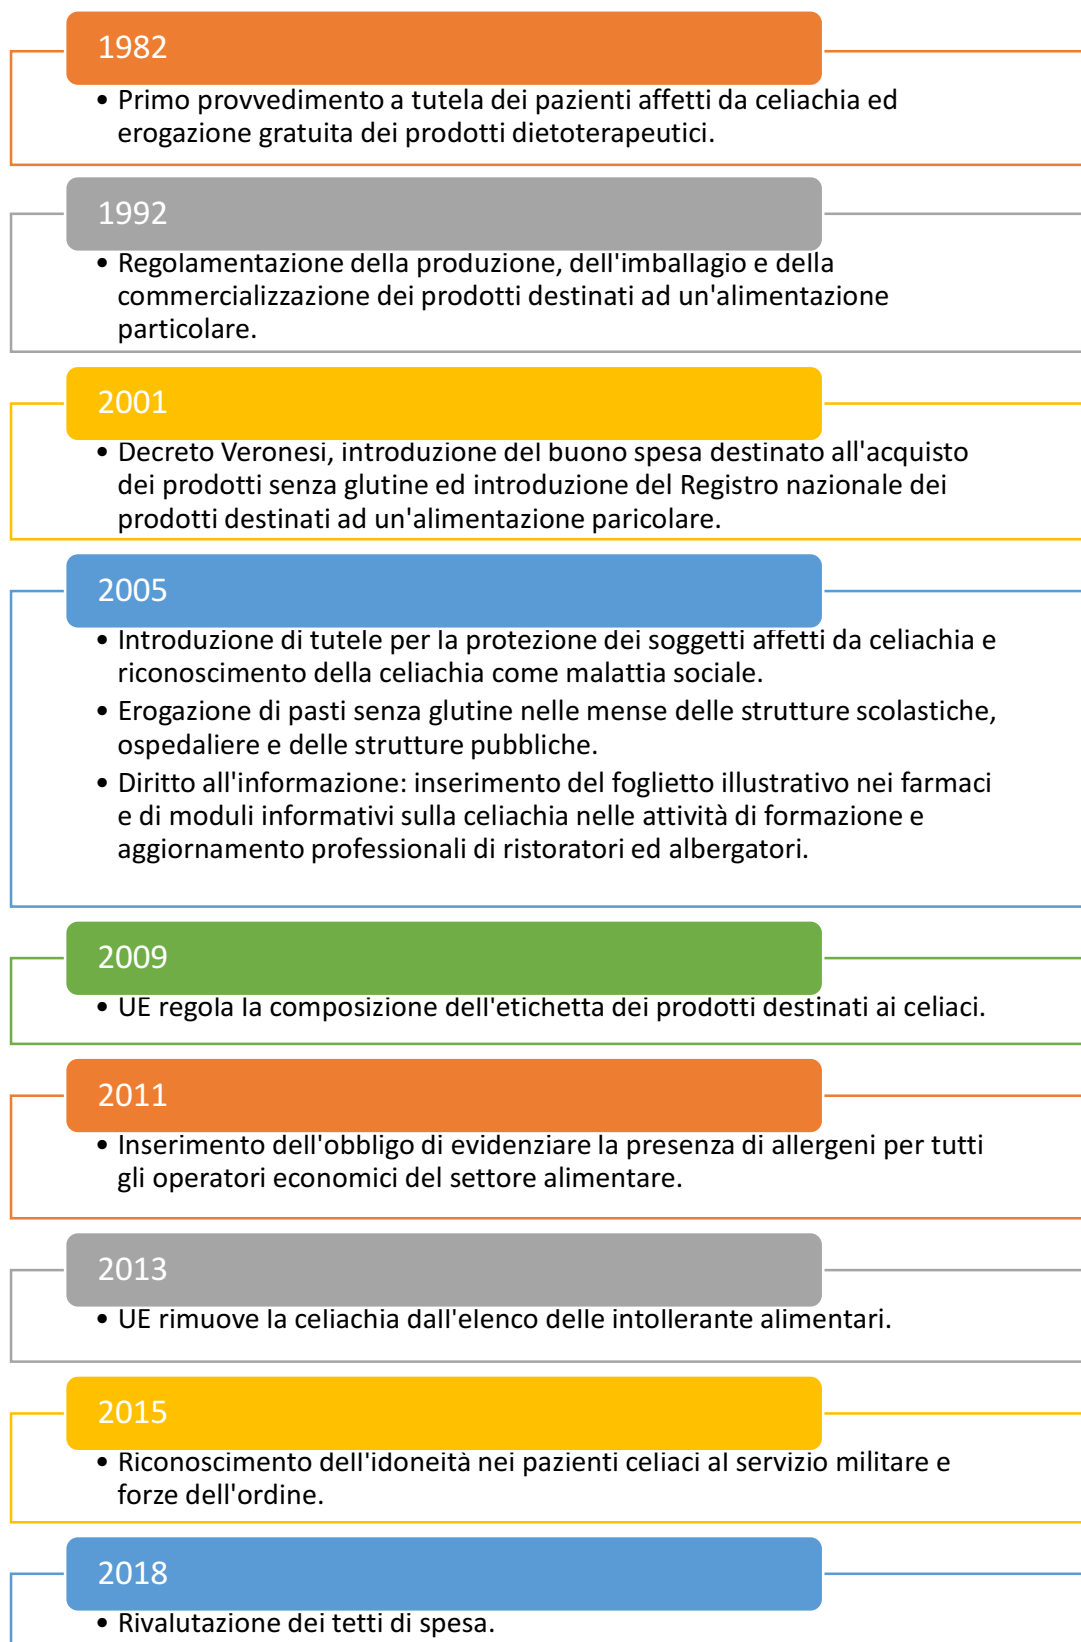 1982
• Primo provvedimento a tutela dei pazienti affetti da celiachia ed
erogazione gratuita dei prodotti dietoterapeutici.
1992
• Regolamentazione della produzione, dell'imballagio e della
commercializzazione dei prodotti destinati ad un'alimentazione
particolare.
2001
• Decreto Veronesi, introduzione del buono spesa destinato all'acquisto
dei prodotti senza glutine ed introduzione del Registro nazionale dei
prodotti destinati ad un'alimentazione paricolare.
2005
• Introduzione di tutele per la protezione dei soggetti affetti da celiachia e
riconoscimento della celiachia come malattia sociale.
• Erogazione di pasti senza glutine nelle mense delle strutture scolastiche,
ospedaliere e delle strutture pubbliche.
• Diritto all'informazione: inserimento del foglietto illustrativo nei farmaci
e di moduli informativi sulla celiachia nelle attività di formazione e
aggiornamento professionali di ristoratori ed albergatori.
2009
• UE regola la composizione dell'etichetta dei prodotti destinati ai celiaci.
2011
• Inserimento dell'obbligo di evidenziare la presenza di allergeni per tutti
gli operatori economici del settore alimentare.
2013
• UE rimuove la celiachia dall'elenco delle intollerante alimentari.
2015
• Riconoscimento dell'idoneità nei pazienti celiaci al servizio militare e
forze dell'ordine.
2018
• Rivalutazione dei tetti di spesa.